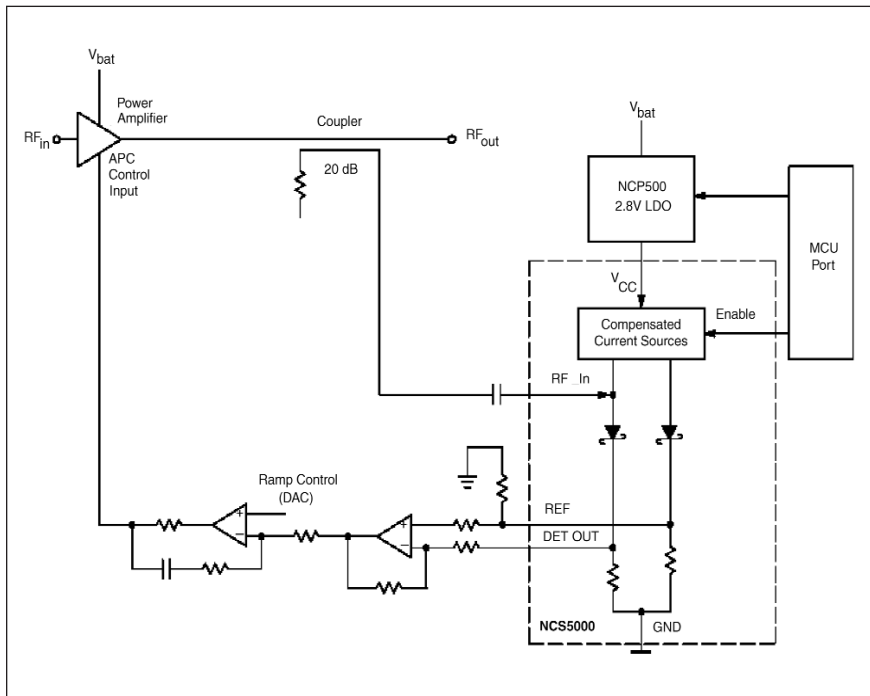 V_bat
Power
Amplifier
RF_in
Coupler
RF_out
APC
Control
Input
20 dB
V_bat
NCP500
2.8V LDO
MCU
Port
V_CC
Enable
Compensated
Current Sources
RF _In
Ramp Control
(DAC)
+
−
+
−
REF
DET OUT
NCS5000
GND